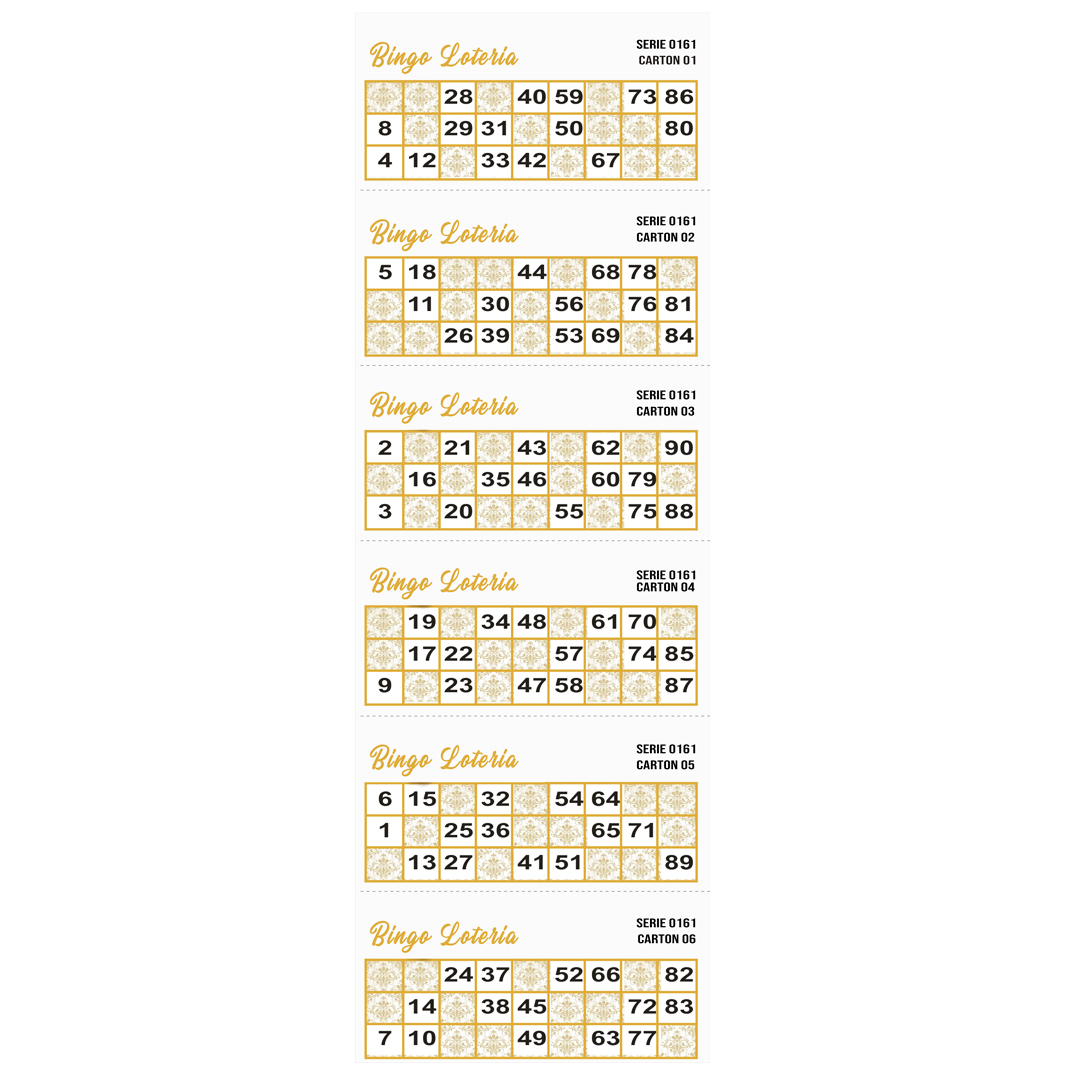 Bingo Lotería SERIE 0161
CARTON 01
28 40 59 73 86
8 29 31 50 80
4 12 33 42 67
Bingo Lotería SERIE 0161
CARTON 02
5 18 44 68 78
11 30 56 76 81
26 39 53 69 84
Bingo Lotería SERIE 0161
CARTON 03
2 21 43 62 90
16 35 46 60 79
3 20 55 75 88
Bingo Lotería SERIE 0161
CARTON 04
19 34 48 61 70
17 22 57 74 85
9 23 47 58 87
Bingo Lotería SERIE 0161
CARTON 05
6 15 32 54 64
1 25 36 65 71
13 27 41 51 89
Bingo Lotería SERIE 0161
CARTON 06
24 37 52 66 82
14 38 45 72 83
7 10 49 63 77